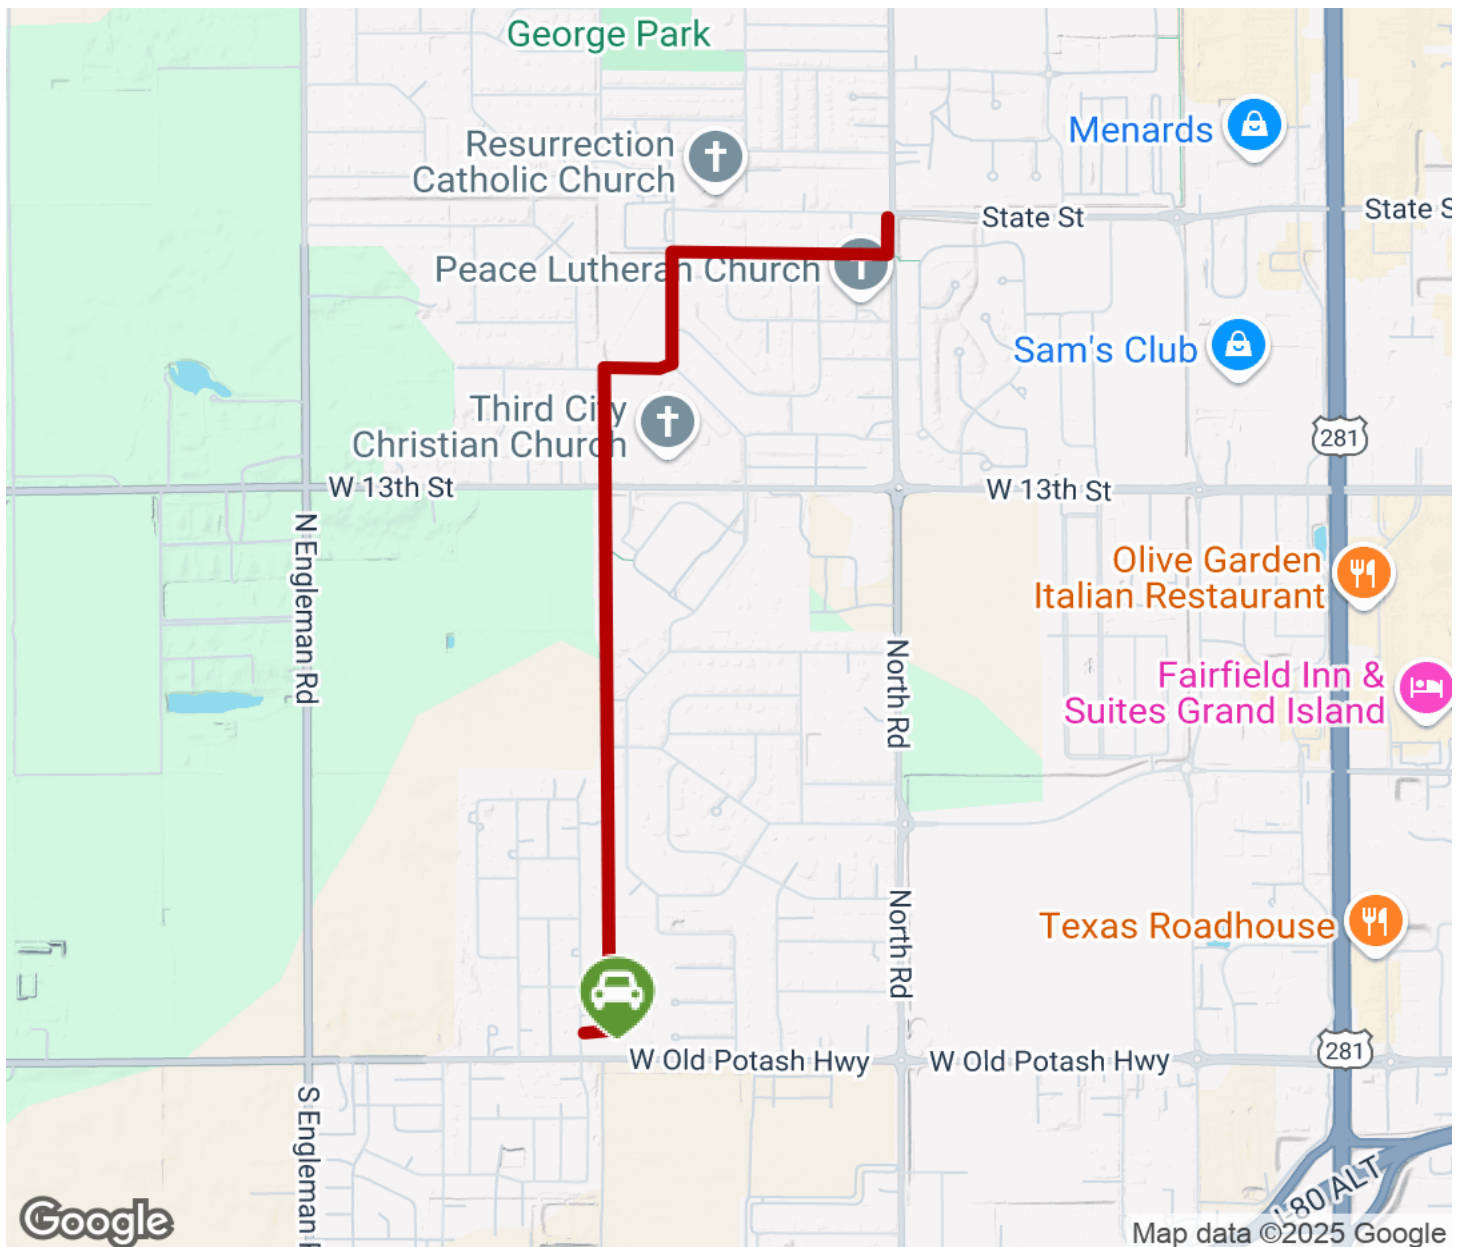 George Park
Resurrection
Catholic Church
Menards
State St
State S
Peace Lutheran Church
Sam's Club
Third City
Christian Church
281
W 13th St
W 13th St
N Engleman Rd
Olive Garden
Italian Restaurant
North Rd
Fairfield Inn &
Suites Grand Island
North Rd
Texas Roadhouse
281
W Old Potash Hwy
W Old Potash Hwy
S Engleman
I-80 ALT
Google
Map data ©2025 Google